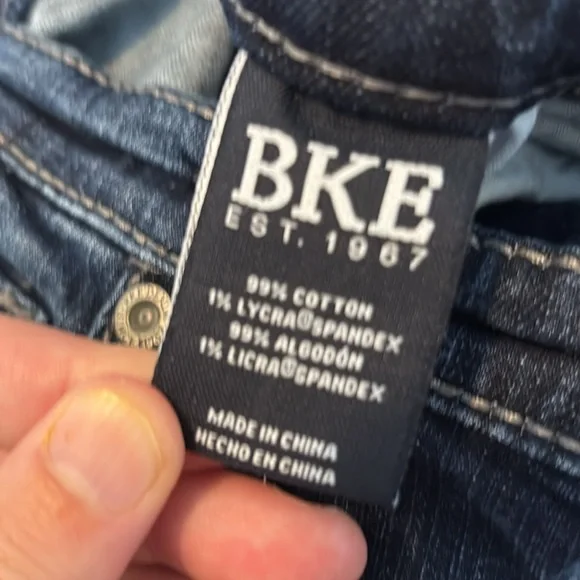 BKE
EST. 1967
99% COTTON
1% LYCRA®SPANDEX
99% ALGODÓN
1% LICRA®SPANDEX
MADE IN CHINA
HECHO EN CHINA